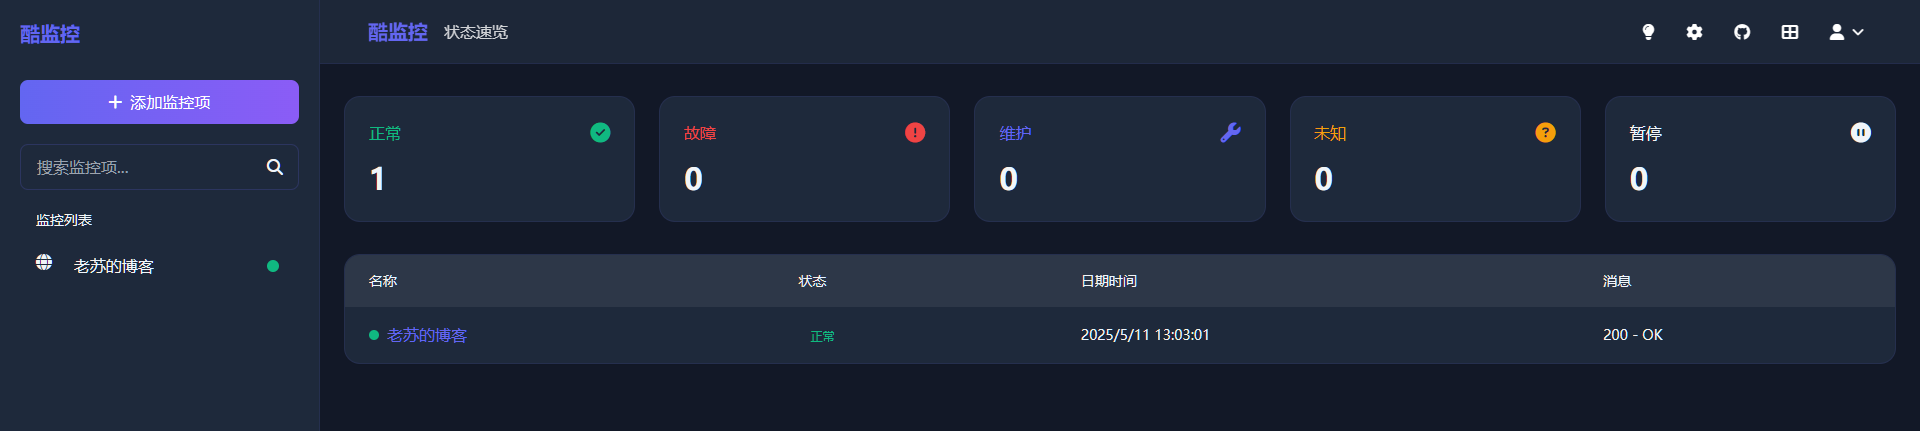 酷监控
添加监控项
搜索监控项...
监控列表
老苏的博客
酷监控 状态速览
正常 故障 维护 未知 暂停
1 0 0 0 0
名称 状态 日期时间 消息
老苏的博客 正常 2025/5/11 13:03:01 200 - OK